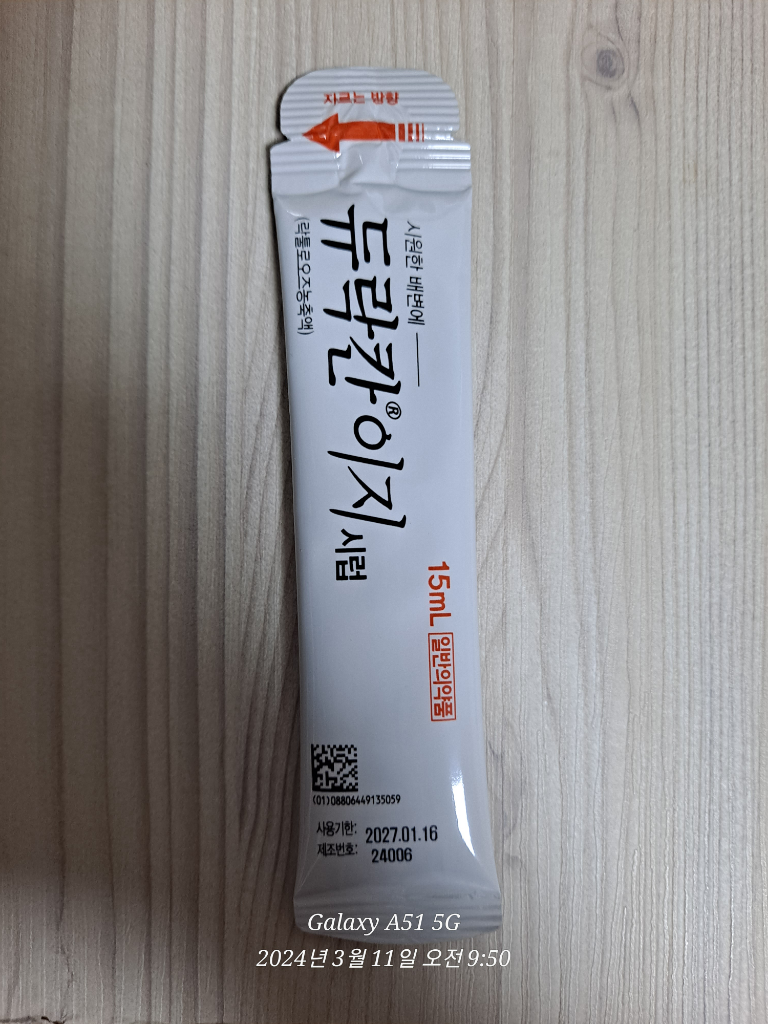 자르는 방향
시원한 배변에
듀락칸® 이지 시럽
(락툴로오즈농축액)
15mL 일반의약품
(01)08806449135059
사용기한: 2027.01.16
제조번호: 24006
Galaxy A51 5G
2024년 3월 11일 오전 9:50